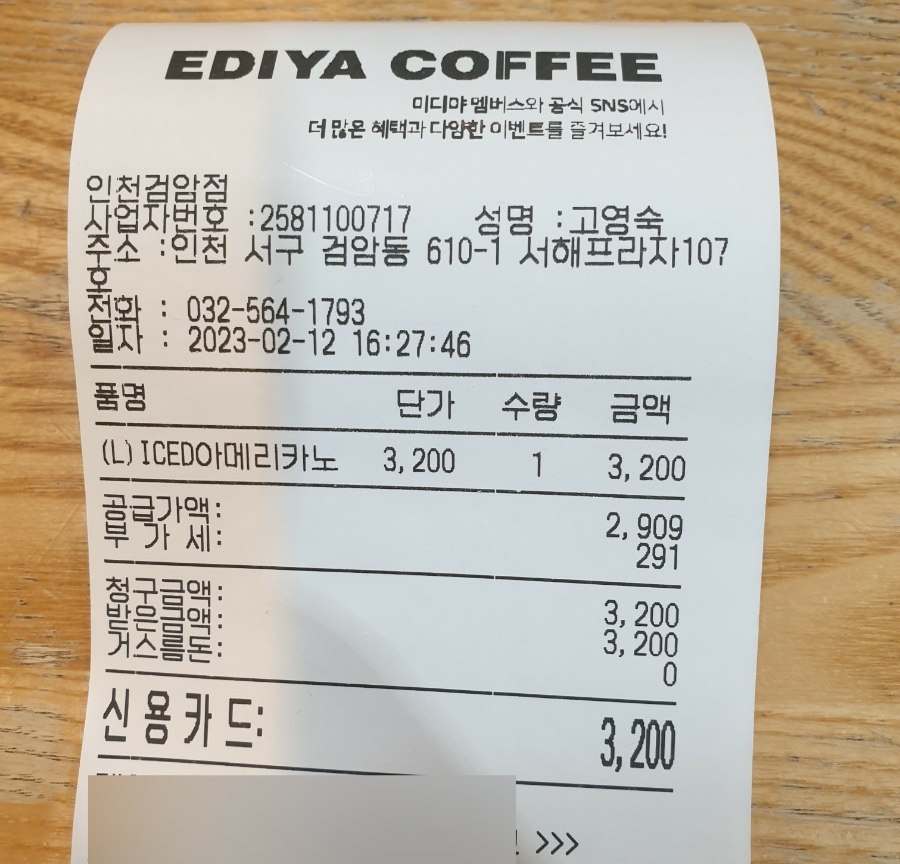 EDIYA COFFEE
이디야 멤버스와 공식 SNS에서
더 많은 혜택과 다양한 이벤트를 즐겨보세요!
인천검암점
사업자번호 :2581100717 성명 :고영숙
주소 :인천 서구 검암동 610-1 서해프라자107
호
전화 : 032-564-1793
일자 : 2023-02-12 16:27:46
품명 단가 수량 금액
(L)ICED아메리카노 3,200 1 3,200
공급가액: 2,909
부 가 세: 291
청구금액: 3,200
받은금액: 3,200
거스름돈: 0
신용카드: 3,200
>>>